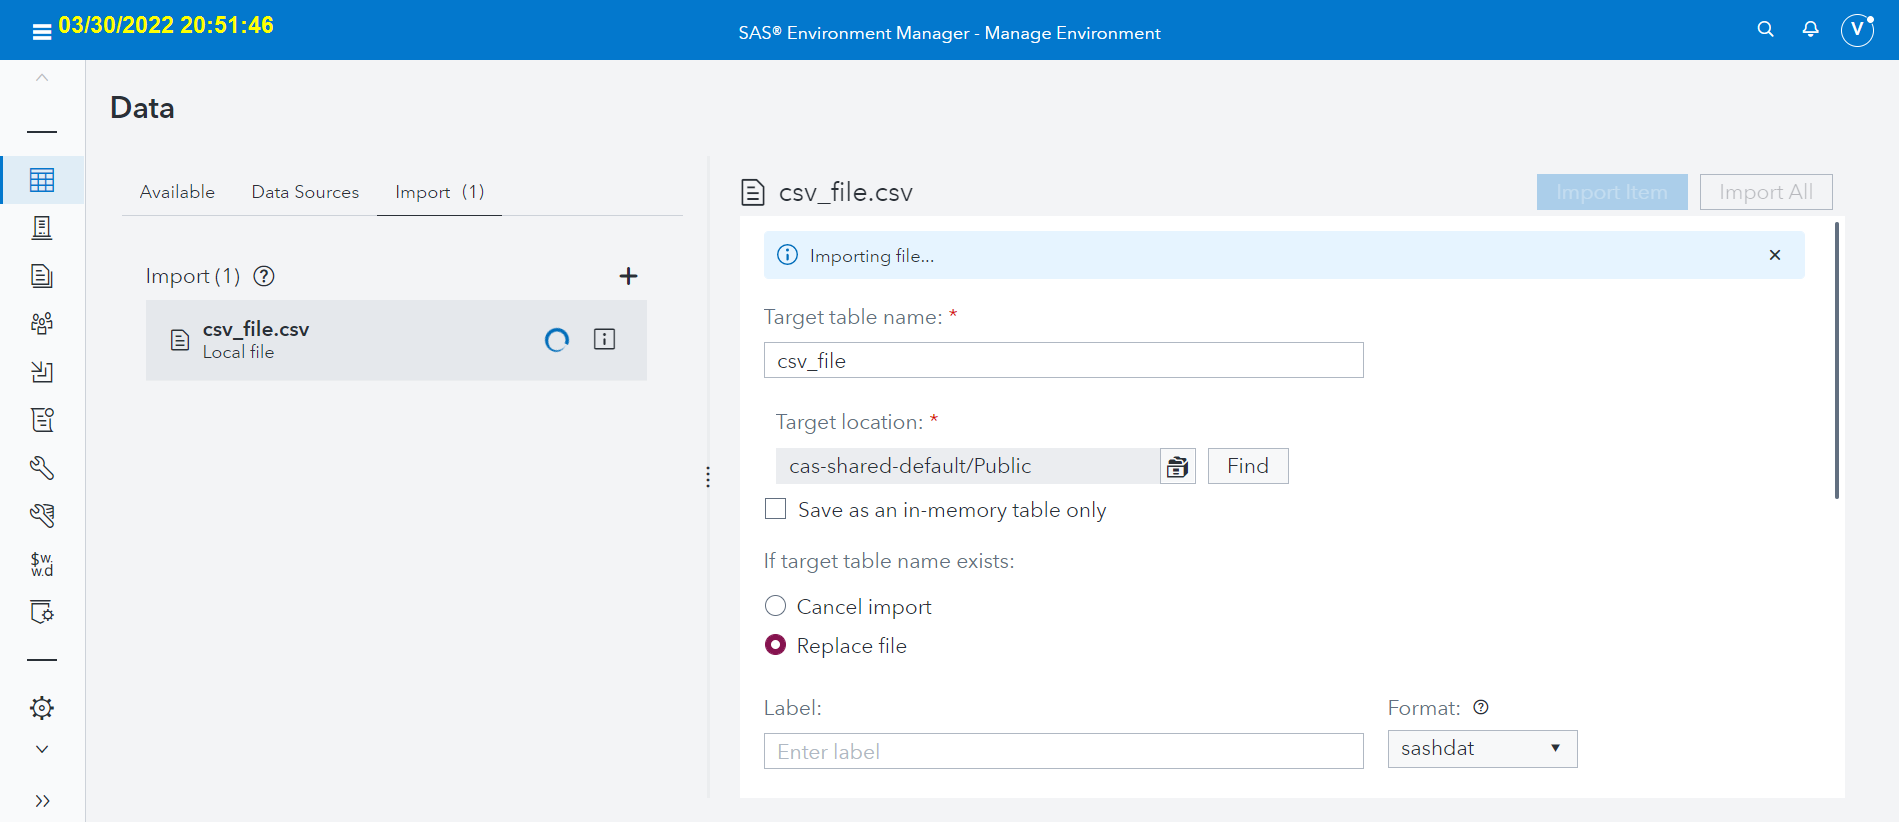 03/30/2022 20:51:46
SAS® Environment Manager - Manage Environment
V
Data
Available
Data Sources
Import (1)
Import (1)
csv_file.csv
Local file
csv_file.csv
Import Item
Import All
Importing file...
Target table name: *
csv_file
Target location: *
cas-shared-default/Public
Find
Save as an in-memory table only
If target table name exists:
Cancel import
Replace file
Label:
Enter label
Format:
sashdat
$w.
w.d